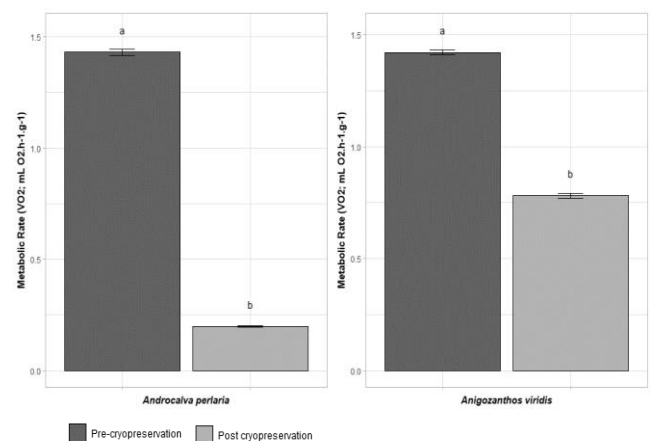 Metabolic Rate (VO2; mL O2.h-1.g-1)
1.5
1.0
0.5
0.0
a
b
Androcalva perlaria
Metabolic Rate (VO2; mL O2.h-1.g-1)
1.5
1.0
0.5
0.0
a
b
Anigozanthos viridis
Pre-cryopreservation
Post cryopreservation